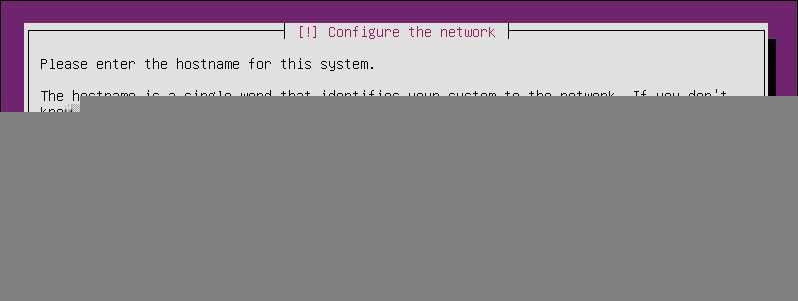 [!] Configure the network
Please enter the hostname for this system.
The hostname is a single word that identifies your system to the network. If you don't
know